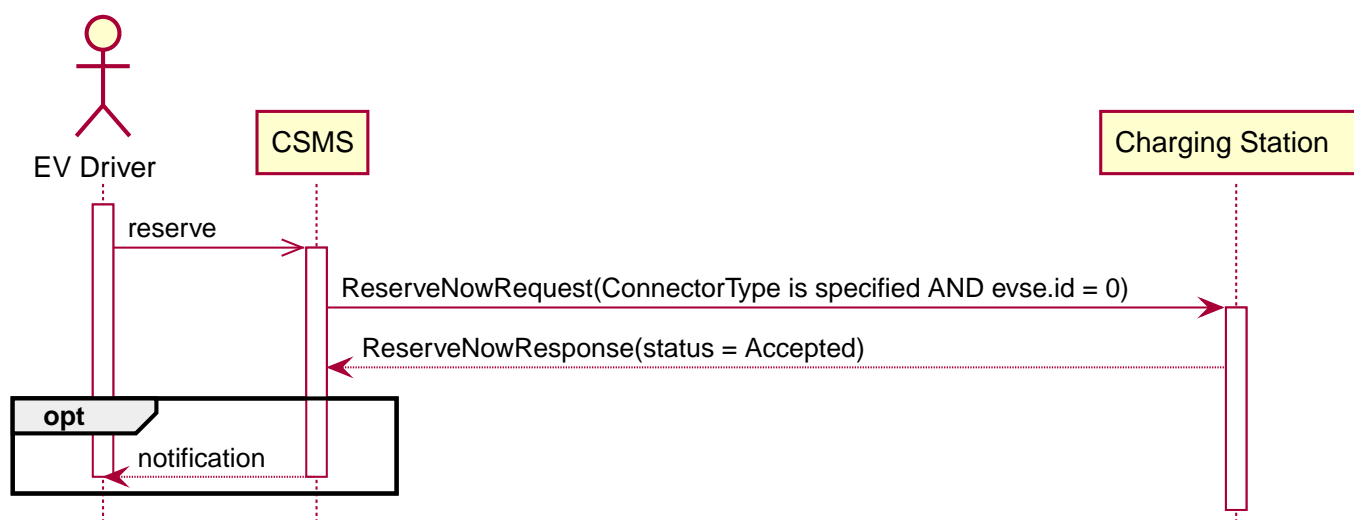 EV Driver
CSMS
Charging Station
reserve
ReserveNowRequest(ConnectorType is specified AND evse.id = 0)
ReserveNowResponse(status = Accepted)
opt
notification